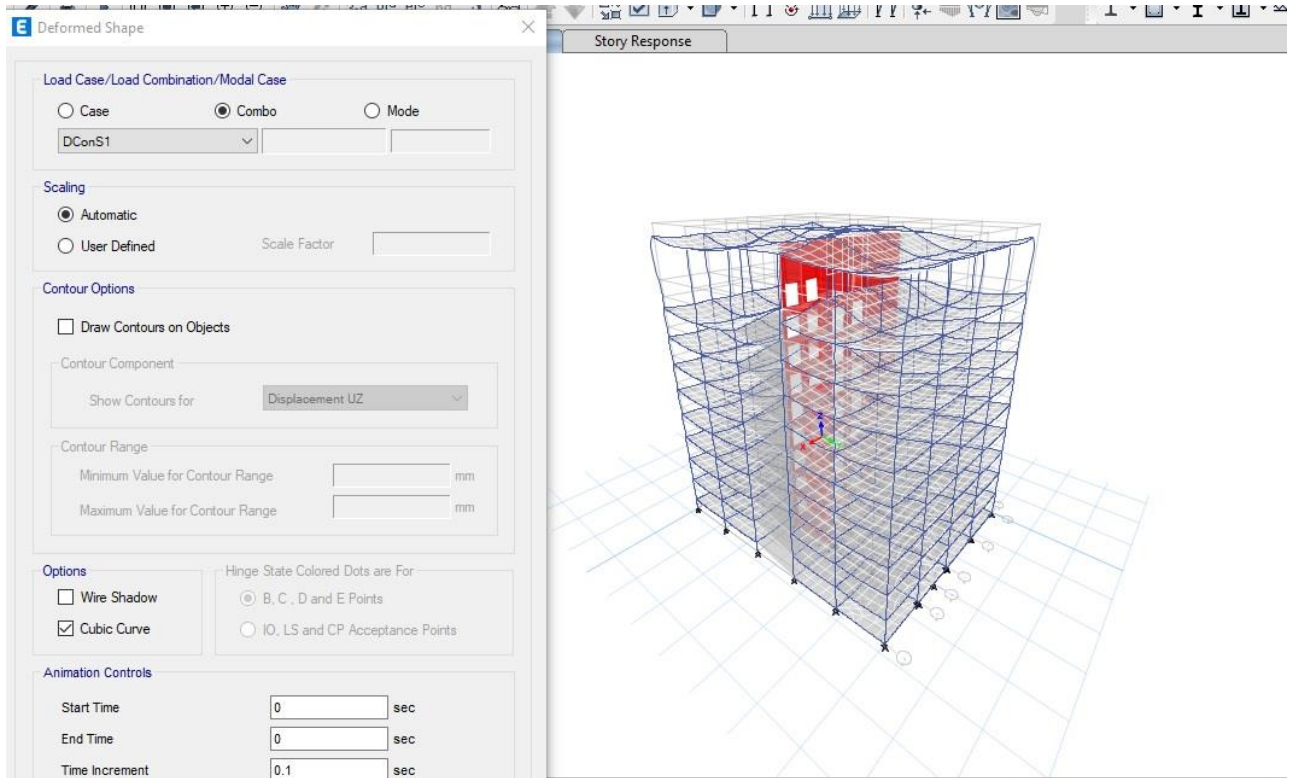 E Deformed Shape
Story Response
Load Case/Load Combination/Modal Case
Case Combo Mode
DConS1
Scaling
Automatic
User Defined Scale Factor
Contour Options
Draw Contours on Objects
Contour Component
Show Contours for Displacement UZ
Contour Range
Minimum Value for Contour Range mm
Maximum Value for Contour Range mm
Options Hinge State Colored Dots are For
Wire Shadow B, C , D and E Points
Cubic Curve IO, LS and CP Acceptance Points
Animation Controls
Start Time 0 sec
End Time 0 sec
Time Increment 0.1 sec
Z
X